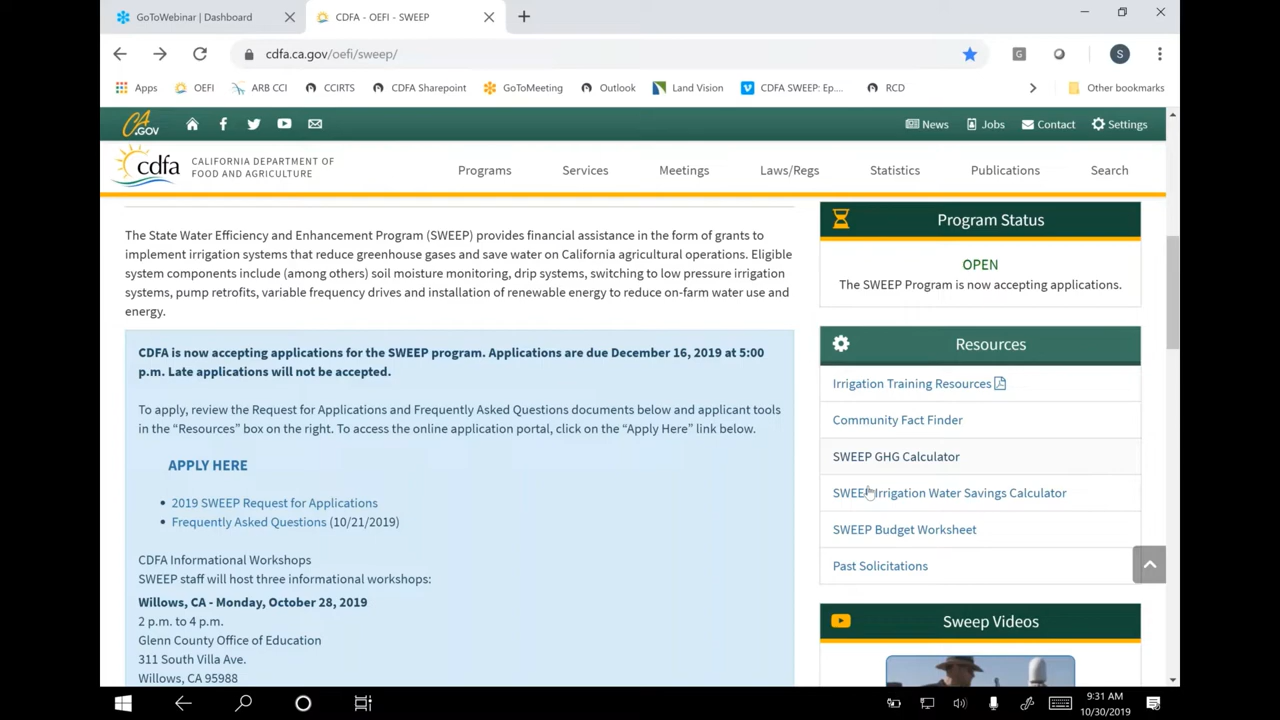 GoToWebinar | Dashboard
CDFA - OEFI - SWEEP
cdfa.ca.gov/oefi/sweep/
G
S
Apps OEFI ARB CCI CCIRTS CDFA Sharepoint GoToMeeting Outlook Land Vision CDFA SWEEP: Ep.... RCD Other bookmarks
CA.GOV
News Jobs Contact Settings
cdfa CALIFORNIA DEPARTMENT OF
FOOD AND AGRICULTURE
Programs Services Meetings Laws/Regs Statistics Publications Search
The State Water Efficiency and Enhancement Program (SWEEP) provides financial assistance in the form of grants to
implement irrigation systems that reduce greenhouse gases and save water on California agricultural operations. Eligible
system components include (among others) soil moisture monitoring, drip systems, switching to low pressure irrigation
systems, pump retrofits, variable frequency drives and installation of renewable energy to reduce on-farm water use and
energy.
CDFA is now accepting applications for the SWEEP program. Applications are due December 16, 2019 at 5:00
p.m. Late applications will not be accepted.
To apply, review the Request for Applications and Frequently Asked Questions documents below and applicant tools
in the “Resources” box on the right. To access the online application portal, click on the “Apply Here” link below.
APPLY HERE
• 2019 SWEEP Request for Applications
• Frequently Asked Questions (10/21/2019)
CDFA Informational Workshops
SWEEP staff will host three informational workshops:
Willows, CA - Monday, October 28, 2019
2 p.m. to 4 p.m.
Glenn County Office of Education
311 South Villa Ave.
Willows, CA 95988
Program Status
OPEN
The SWEEP Program is now accepting applications.
Resources
Irrigation Training Resources
Community Fact Finder
SWEEP GHG Calculator
SWEEP Irrigation Water Savings Calculator
SWEEP Budget Worksheet
Past Solicitations
Sweep Videos
9:31 AM
10/30/2019